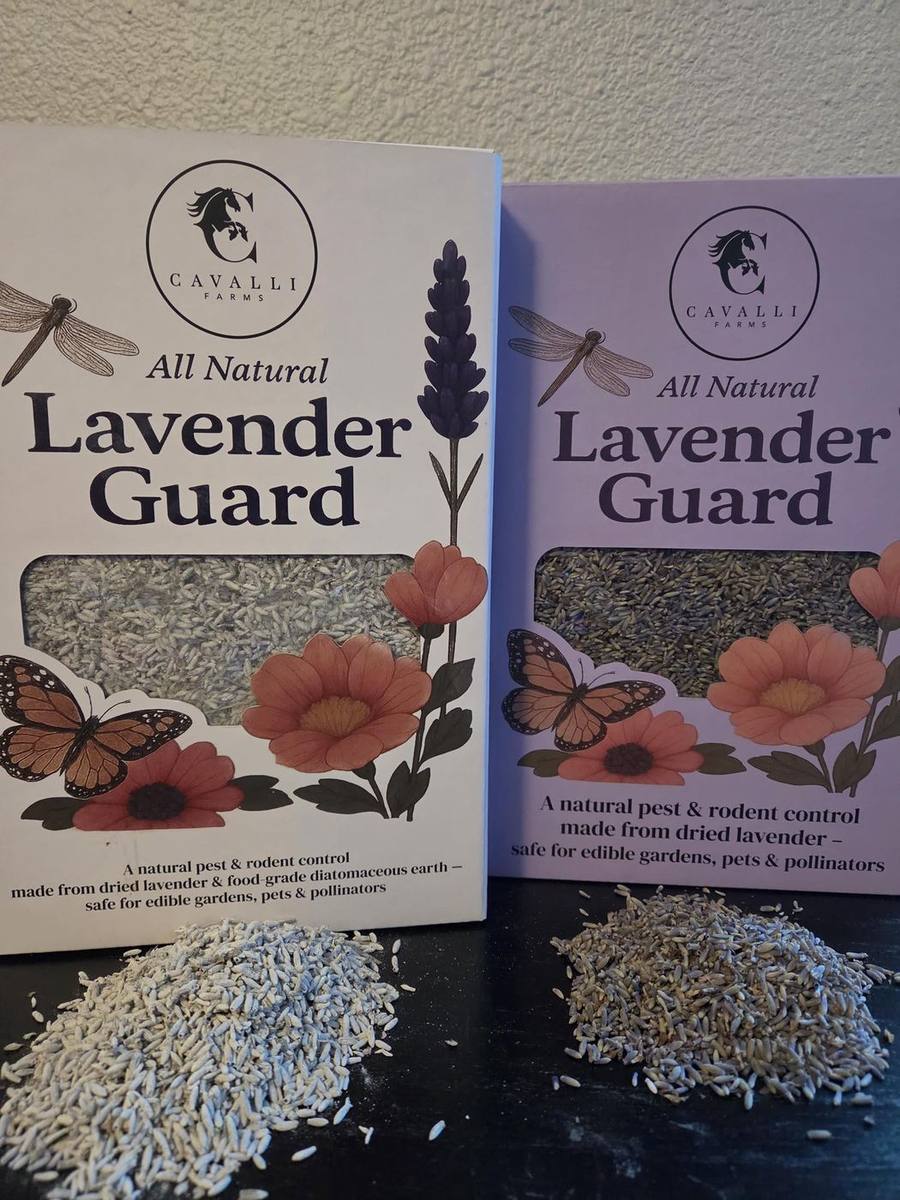 CAVALLI
FARMS
All Natural
Lavender
Guard
A natural pest & rodent control
made from dried lavender & food-grade diatomaceous earth –
safe for edible gardens, pets & pollinators
CAVALLI
FARMS
All Natural
Lavender
Guard
A natural pest & rodent control
made from dried lavender –
safe for edible gardens, pets & pollinators